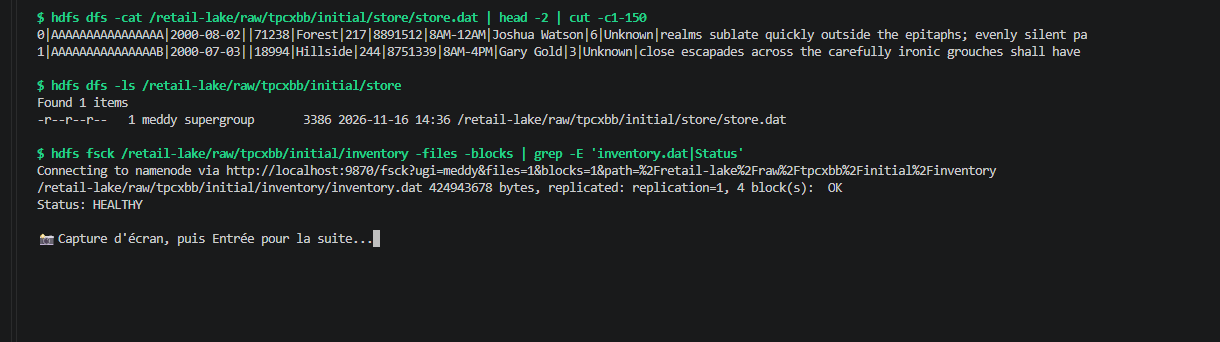 $ hdfs dfs -cat /retail-lake/raw/tpcxbb/initial/store/store.dat | head -2 | cut -c1-150
0|AAAAAAAAAAAAAAAA|2000-08-02||71238|Forest|217|8891512|8AM-12AM|Joshua Watson|6|Unknown|realms sublate quickly outside the epitaphs; evenly silent pa
1|AAAAAAAAAAAAAAAB|2000-07-03||18994|Hillside|244|8751339|8AM-4PM|Gary Gold|3|Unknown|close escapades across the carefully ironic grouches shall have
$ hdfs dfs -ls /retail-lake/raw/tpcxbb/initial/store
Found 1 items
-r--r--r--   1 meddy supergroup       3386 2026-11-16 14:36 /retail-lake/raw/tpcxbb/initial/store/store.dat
$ hdfs fsck /retail-lake/raw/tpcxbb/initial/inventory -files -blocks | grep -E 'inventory.dat|Status'
Connecting to namenode via http://localhost:9870/fsck?ugi=meddy&files=1&blocks=1&path=%2Fretail-lake%2Fraw%2Ftpcxbb%2Finitial%2Finventory
/retail-lake/raw/tpcxbb/initial/inventory/inventory.dat 424943678 bytes, replicated: replication=1, 4 block(s):  OK
Status: HEALTHY
📸 Capture d'écran, puis Entrée pour la suite...